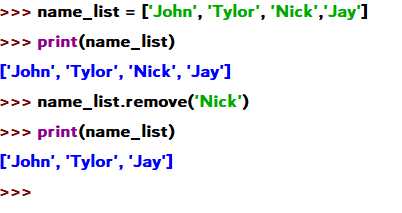 >>> name_list = ['John', 'Tylor', 'Nick','Jay']
>>> print(name_list)
['John', 'Tylor', 'Nick', 'Jay']
>>> name_list.remove('Nick')
>>> print(name_list)
['John', 'Tylor', 'Jay']
>>>